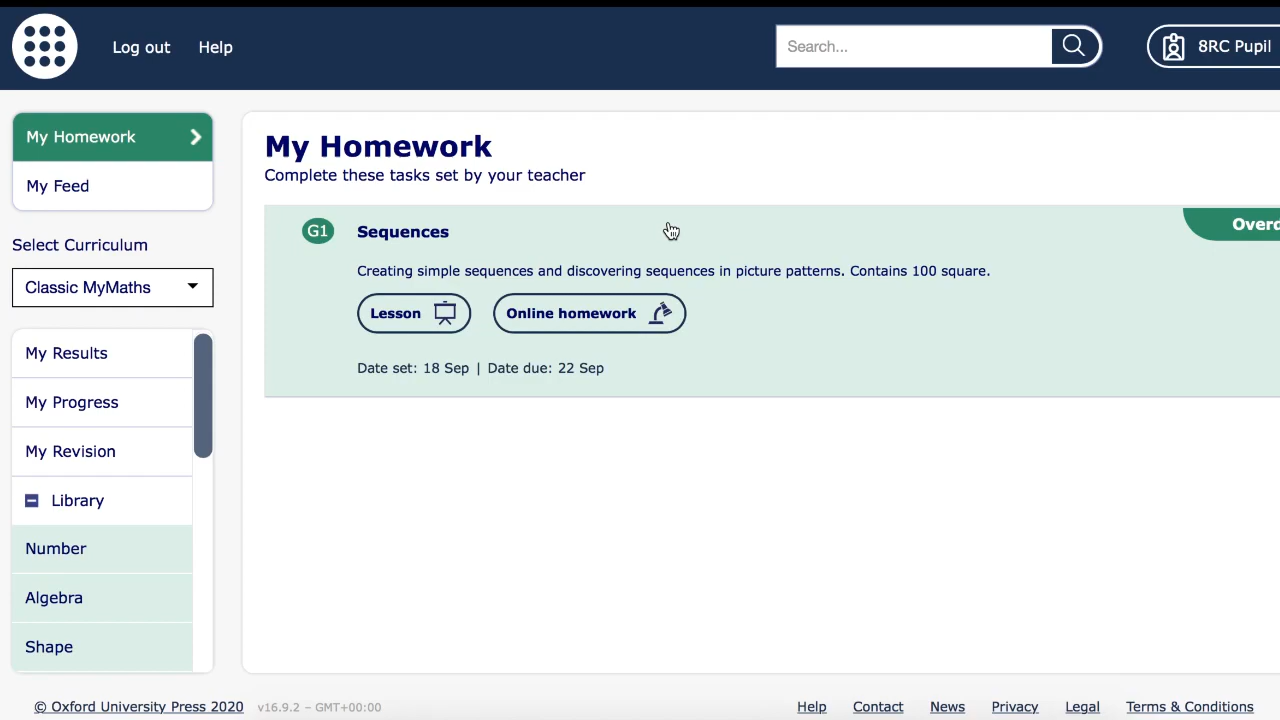 Log out
Help
Search...
8RC Pupil
My Homework
My Feed
Select Curriculum
Classic MyMaths
My Results
My Progress
My Revision
Library
Number
Algebra
Shape
My Homework
Complete these tasks set by your teacher
G1
Sequences
Creating simple sequences and discovering sequences in picture patterns. Contains 100 square.
Lesson
Online homework
Date set: 18 Sep | Date due: 22 Sep
© Oxford University Press 2020
v16.9.2 – GMT+00:00
Help
Contact
News
Privacy
Legal
Terms & Conditions